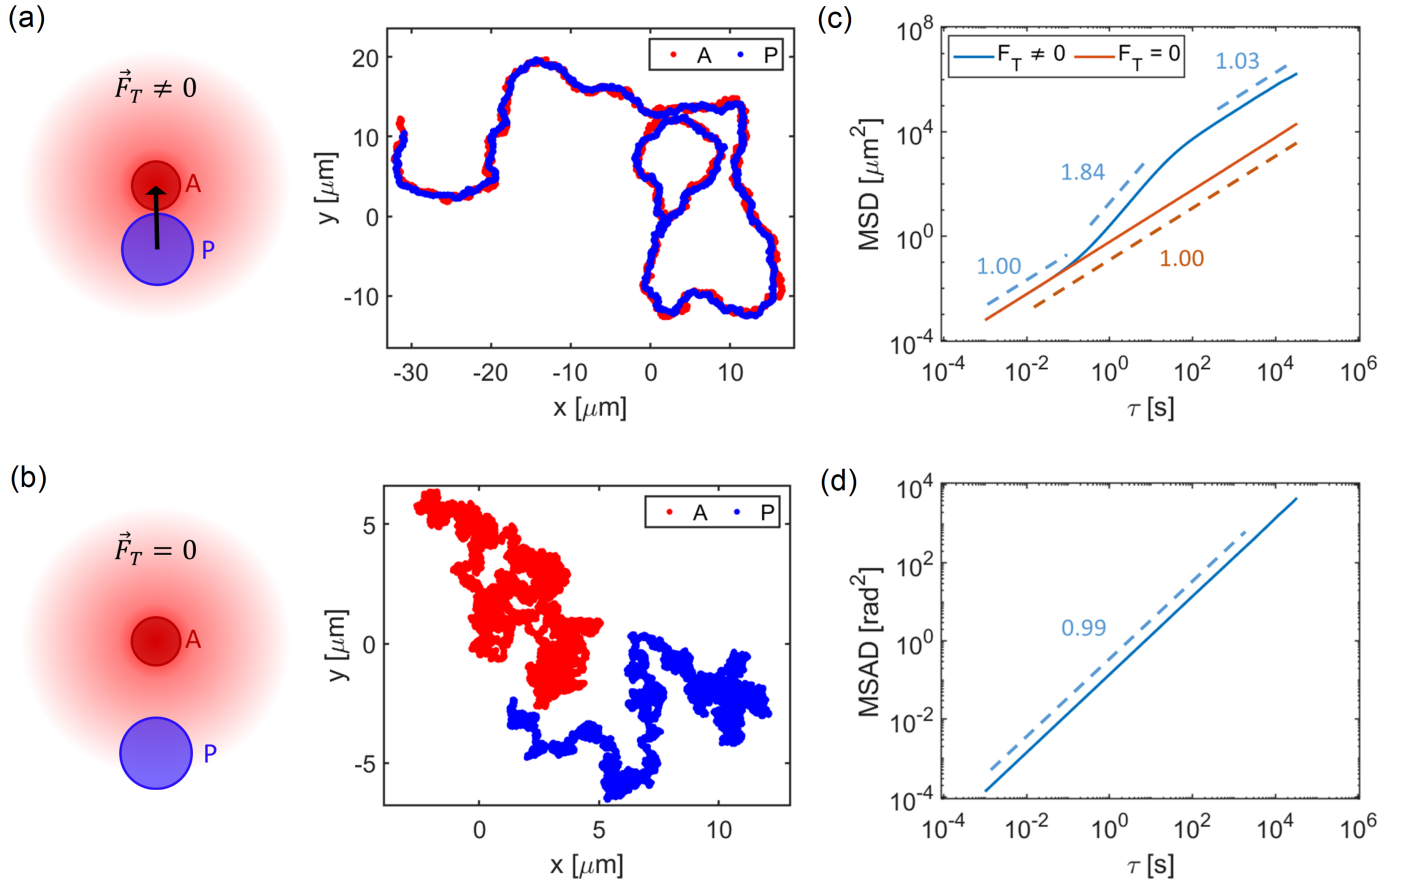 (a)
F⃗_T ≠ 0
A
P
A P
20
10
0
-10
-30 -20 -10 0 10
y [μm]
x [μm]
(c)
F_T ≠ 0 F_T = 0
1.03
1.84
1.00
1.00
10^8
10^4
10^0
10^-4
10^-4 10^-2 10^0 10^2 10^4 10^6
MSD [μm^2]
τ [s]
(b)
F⃗_T = 0
A
P
A P
5
0
-5
0 5 10
y [μm]
x [μm]
(d)
0.99
10^4
10^2
10^0
10^-2
10^-4
10^-4 10^-2 10^0 10^2 10^4 10^6
MSAD [rad^2]
τ [s]